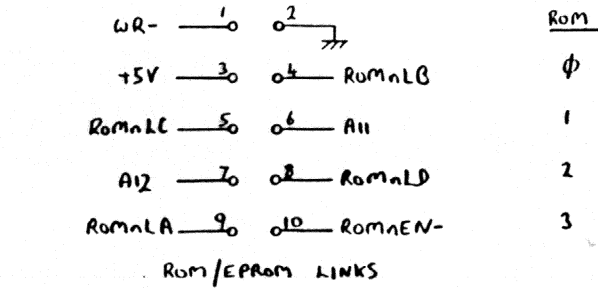 WR- 1 2 ROM
+5V 3 4 ROMnLB 0
ROMnLC 5 6 A11 1
A12 7 8 ROMnLD 2
ROMnLA 9 10 ROMnEN- 3
ROM/EPROM LINKS